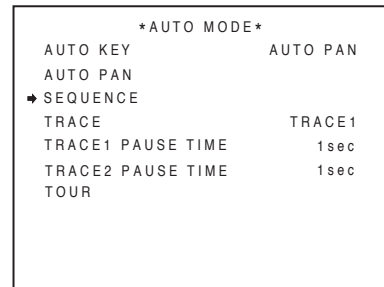 *AUTO MODE*
AUTO KEY AUTO PAN
AUTO PAN
➡ SEQUENCE
TRACE TRACE1
TRACE1 PAUSE TIME 1sec
TRACE2 PAUSE TIME 1sec
TOUR